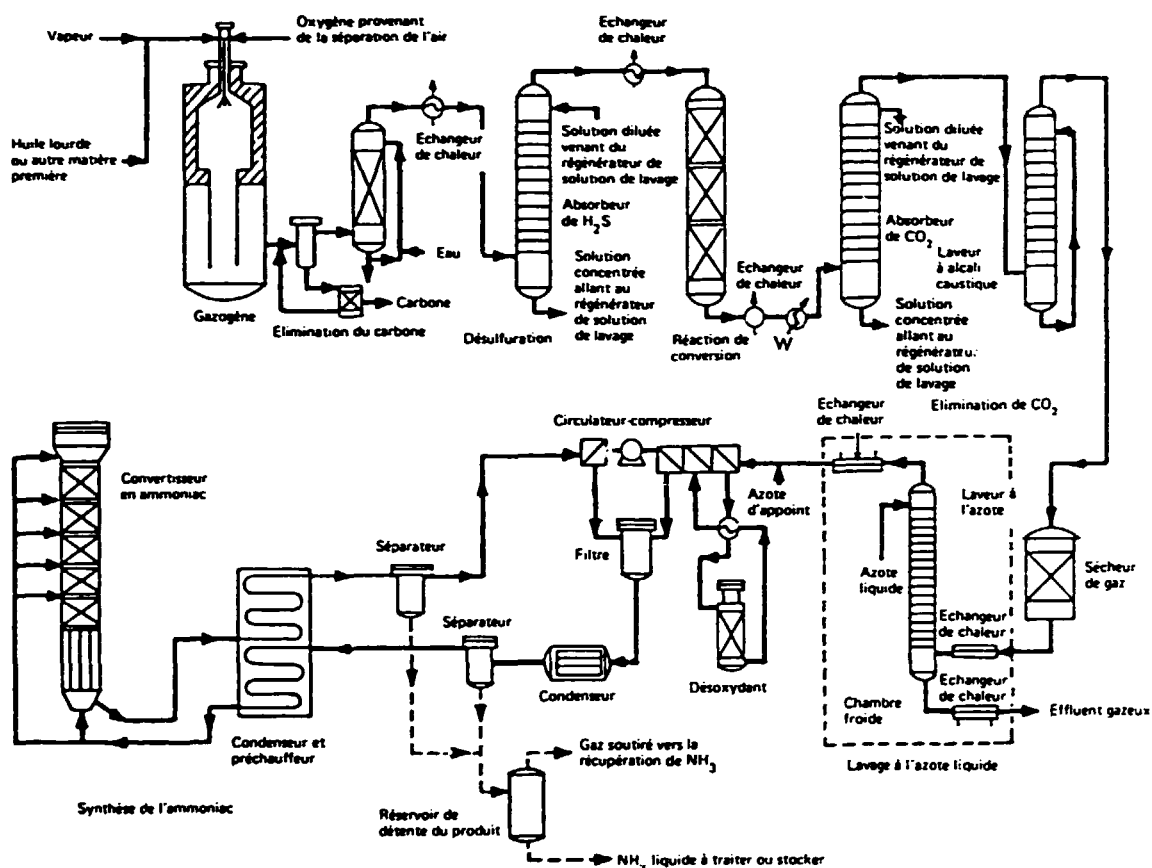 Vapeur
Oxygène provenant
de la séparation de l'air
Huile lourde
ou autre matière
première
Gazogène
Elimination du carbone
Carbone
Eau
Echangeur
de chaleur
Désulfuration
Solution diluée
venant du
régénérateur de
solution de lavage
Absorbeur
de H2S
Solution
concentrée
allant au
régénérateur
de solution
de lavage
Echangeur
de chaleur
Echangeur
de chaleur
Réaction de
conversion
W
Solution diluée
venant du
régénérateur de
solution de lavage
Absorbeur
de CO2
Laveur
à alcali
caustique
Solution
concentrée
allant au
régénérateur
de solution
de lavage
Elimination de CO2
Convertisseur
en ammoniac
Synthèse de l'ammoniac
Condenseur et
préchauffeur
Séparateur
Séparateur
Circulateur-compresseur
Filtre
Condenseur
Désoxydant
Azote
d'appoint
Echangeur
de chaleur
Laveur à
l'azote
Azote
liquide
Echangeur
de chaleur
Echangeur
de chaleur
Chambre
froide
Lavage à l'azote liquide
Sécheur
de gaz
Effluent gazeux
Gaz soutiré vers la
récupération de NH3
Réservoir de
détente du produit
NH3 liquide à traiter ou stocker